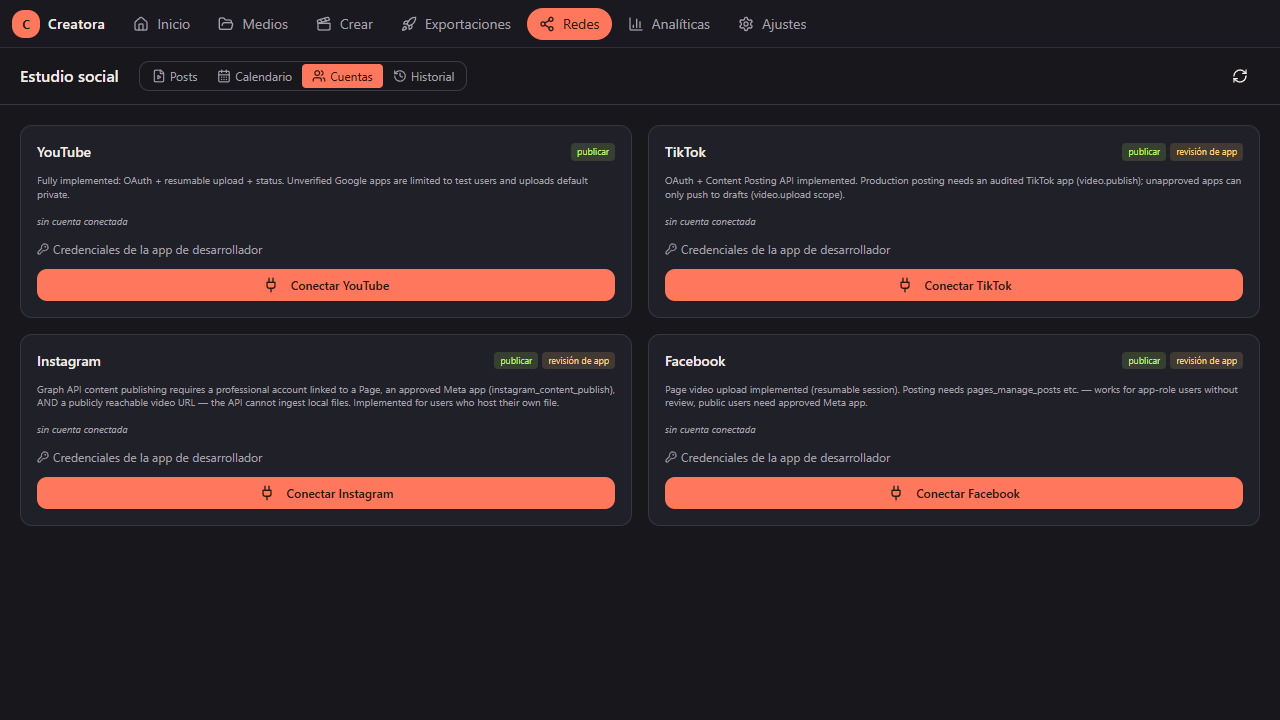 C Creatora Inicio Medios Crear Exportaciones Redes Analíticas Ajustes
Estudio social Posts Calendario Cuentas Historial
YouTube publicar
Fully implemented: OAuth + resumable upload + status. Unverified Google apps are limited to test users and uploads default
private.
sin cuenta conectada
Credenciales de la app de desarrollador
Conectar YouTube
TikTok publicar revisión de app
OAuth + Content Posting API implemented. Production posting needs an audited TikTok app (video.publish); unapproved apps can
only push to drafts (video.upload scope).
sin cuenta conectada
Credenciales de la app de desarrollador
Conectar TikTok
Instagram publicar revisión de app
Graph API content publishing requires a professional account linked to a Page, an approved Meta app (instagram_content_publish),
AND a publicly reachable video URL — the API cannot ingest local files. Implemented for users who host their own file.
sin cuenta conectada
Credenciales de la app de desarrollador
Conectar Instagram
Facebook publicar revisión de app
Page video upload implemented (resumable session). Posting needs pages_manage_posts etc. — works for app-role users without
review, public users need approved Meta app.
sin cuenta conectada
Credenciales de la app de desarrollador
Conectar Facebook